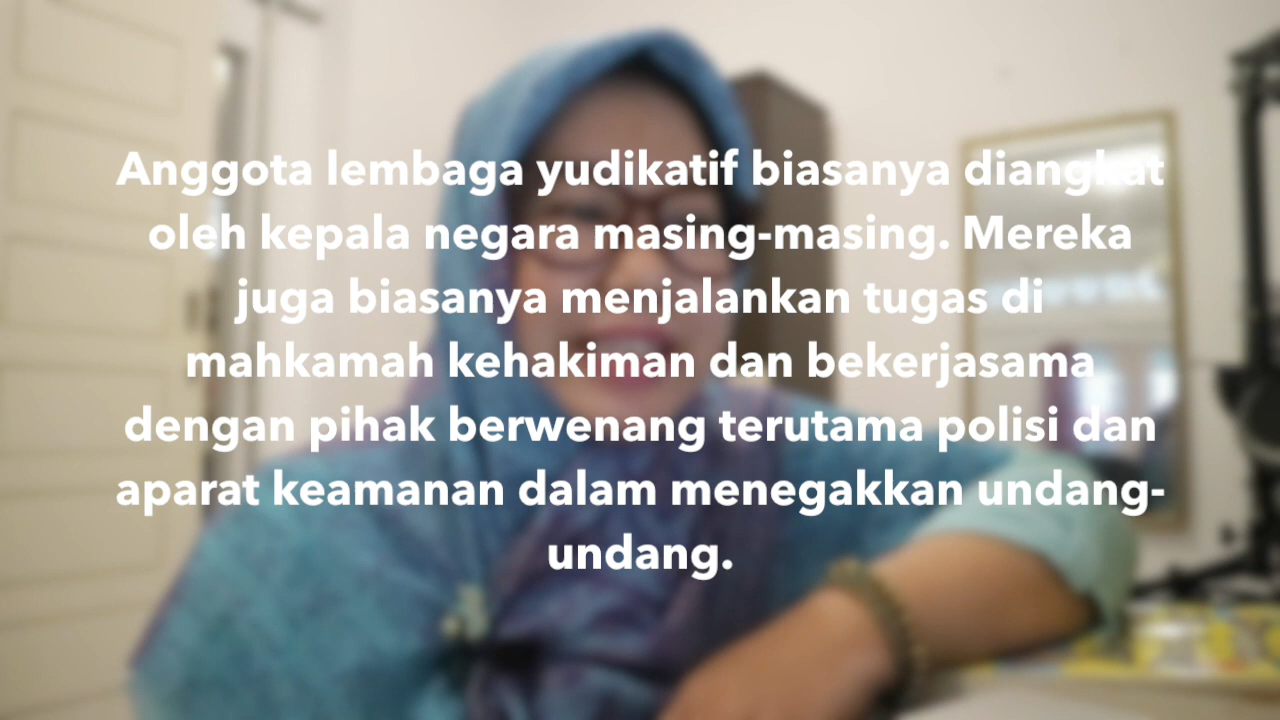 Anggota lembaga yudikatif biasanya diangkat
oleh kepala negara masing-masing. Mereka
juga biasanya menjalankan tugas di
mahkamah kehakiman dan bekerjasama
dengan pihak berwenang terutama polisi dan
aparat keamanan dalam menegakkan undang-
undang.